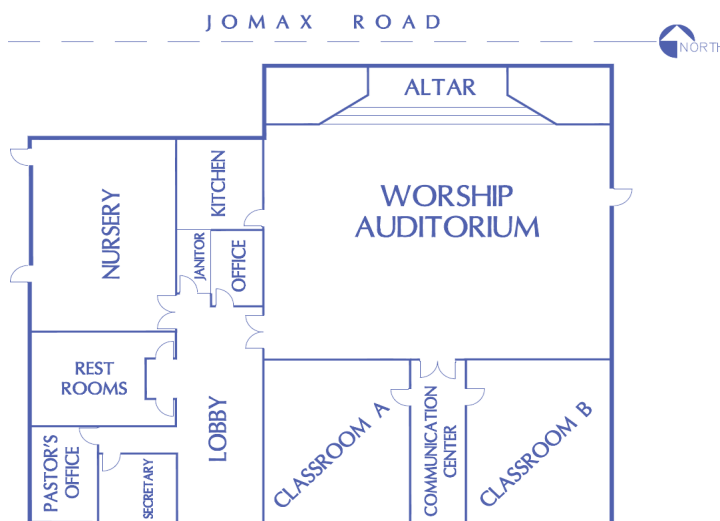 JOMAX ROAD
NORTH
ALTAR
KITCHEN
WORSHIP
AUDITORIUM
NURSERY
JANITOR
OFFICE
REST
ROOMS
LOBBY
CLASSROOM A
COMMUNICATION
CENTER
CLASSROOM B
PASTOR'S
OFFICE
SECRETARY